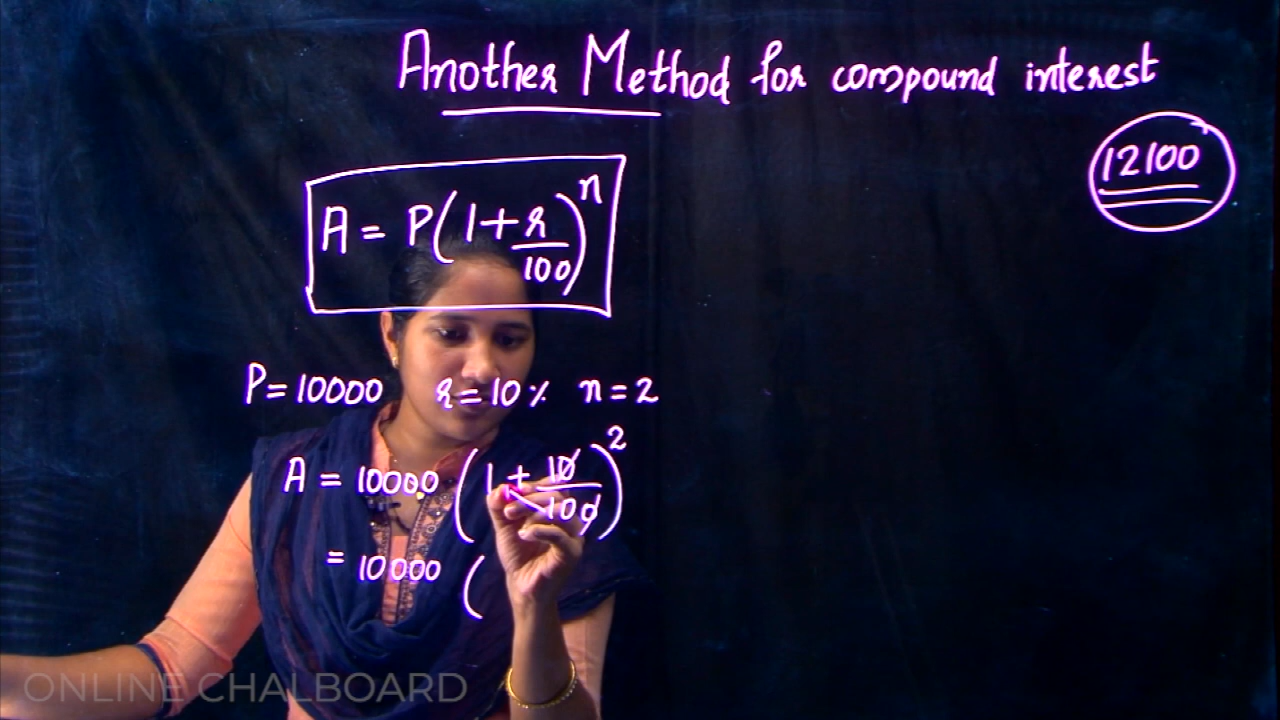 Another Method for compound interest
12100
A = P(1+r/100)^n
P=10000 r=10% n=2
A = 10000 (1+10/100)^2
= 10000 (
ONLINE CHALBOARD